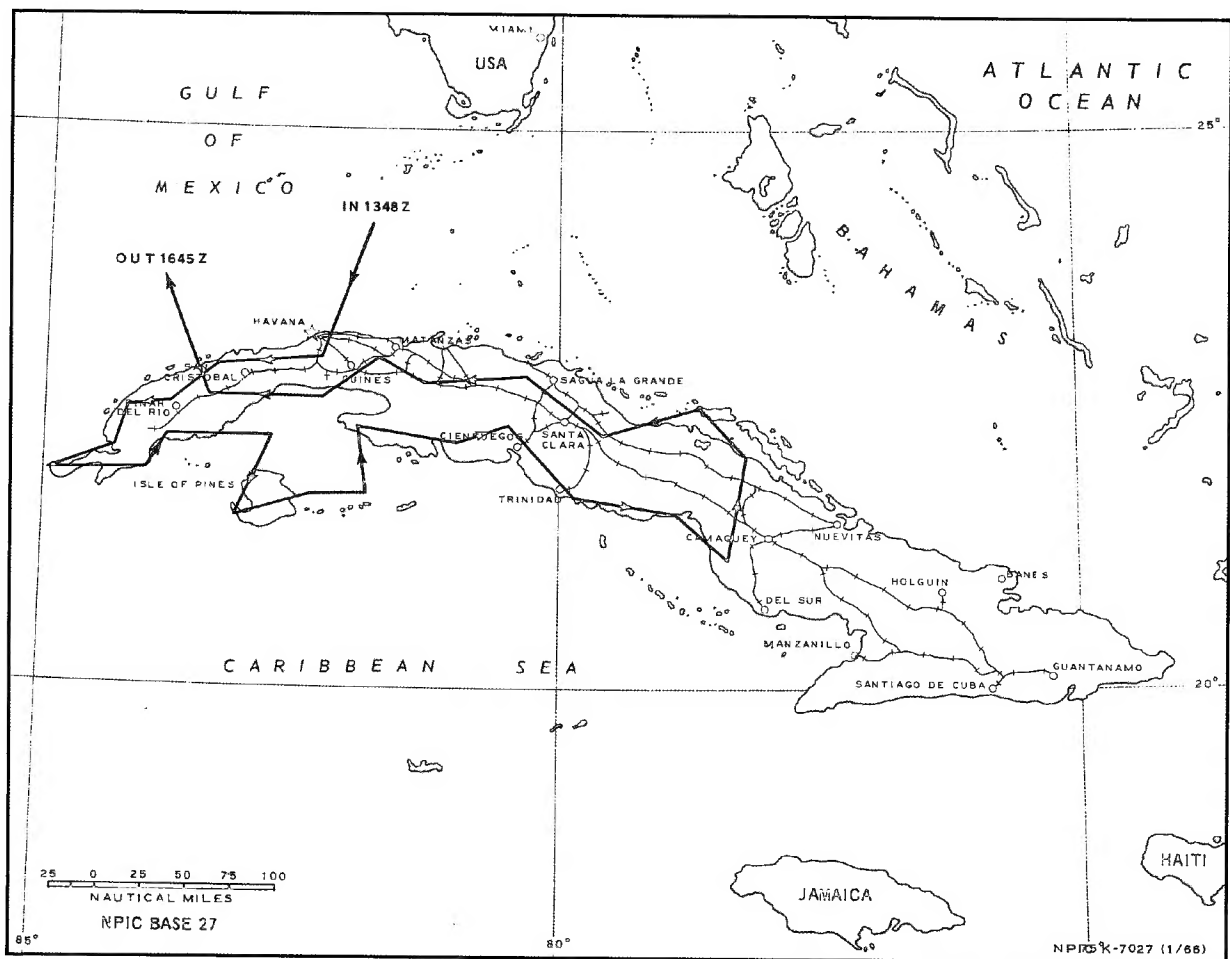 MIAMI
USA
GULF
OF
MEXICO
ATLANTIC
OCEAN
25°
IN 1348Z
OUT 1645Z
BAHAMAS
HAVANA
MATANZAS
SAN
CRISTOBAL
GUINES
SAGUA LA GRANDE
PINAR
DEL RIO
CIENFUEGOS
SANTA
CLARA
ISLE OF PINES
TRINIDAD
CAMAGUEY
NUEVITAS
BANES
HOLGUIN
DEL SUR
MANZANILLO
GUANTANAMO
CARIBBEAN SEA
SANTIAGO DE CUBA
20°
HAITI
JAMAICA
25 0 25 50 75 100
NAUTICAL MILES
NPIC BASE 27
85°
80°
K-7027 (1/66)